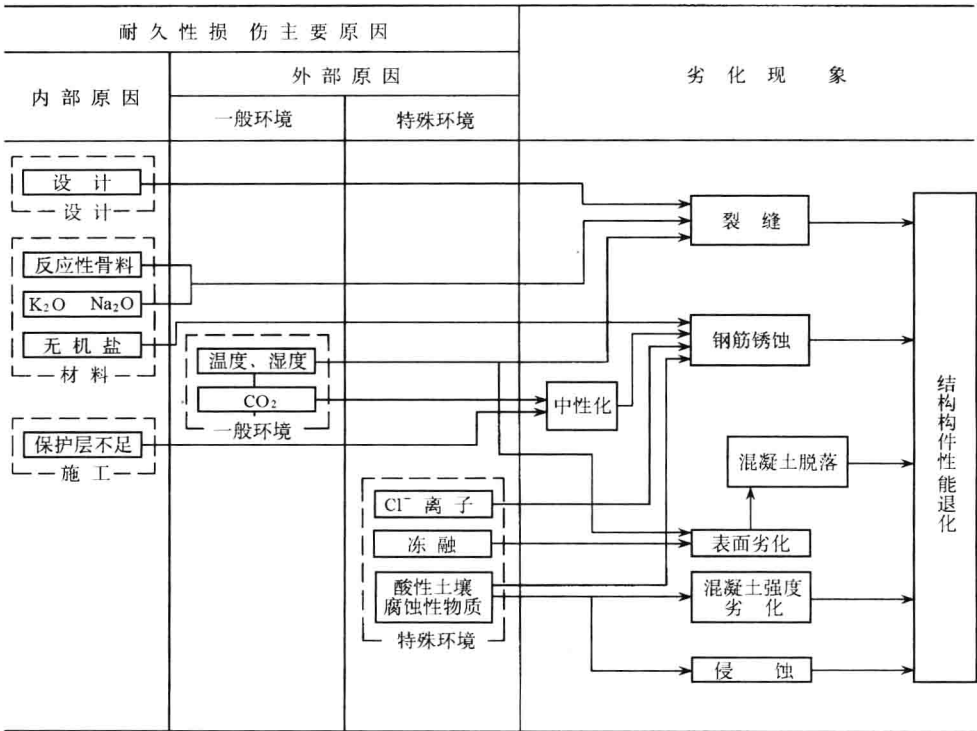 耐久性损伤主要原因
劣化现象
内部原因
外部原因
一般环境
特殊环境
设计
设计
反应性骨料
K₂O Na₂O
无机盐
材料
保护层不足
施工
温度、湿度
CO₂
一般环境
Cl⁻离子
冻融
酸性土壤
腐蚀性物质
特殊环境
中性化
裂缝
钢筋锈蚀
混凝土脱落
表面劣化
混凝土强度
劣化
侵蚀
结构构件性能退化